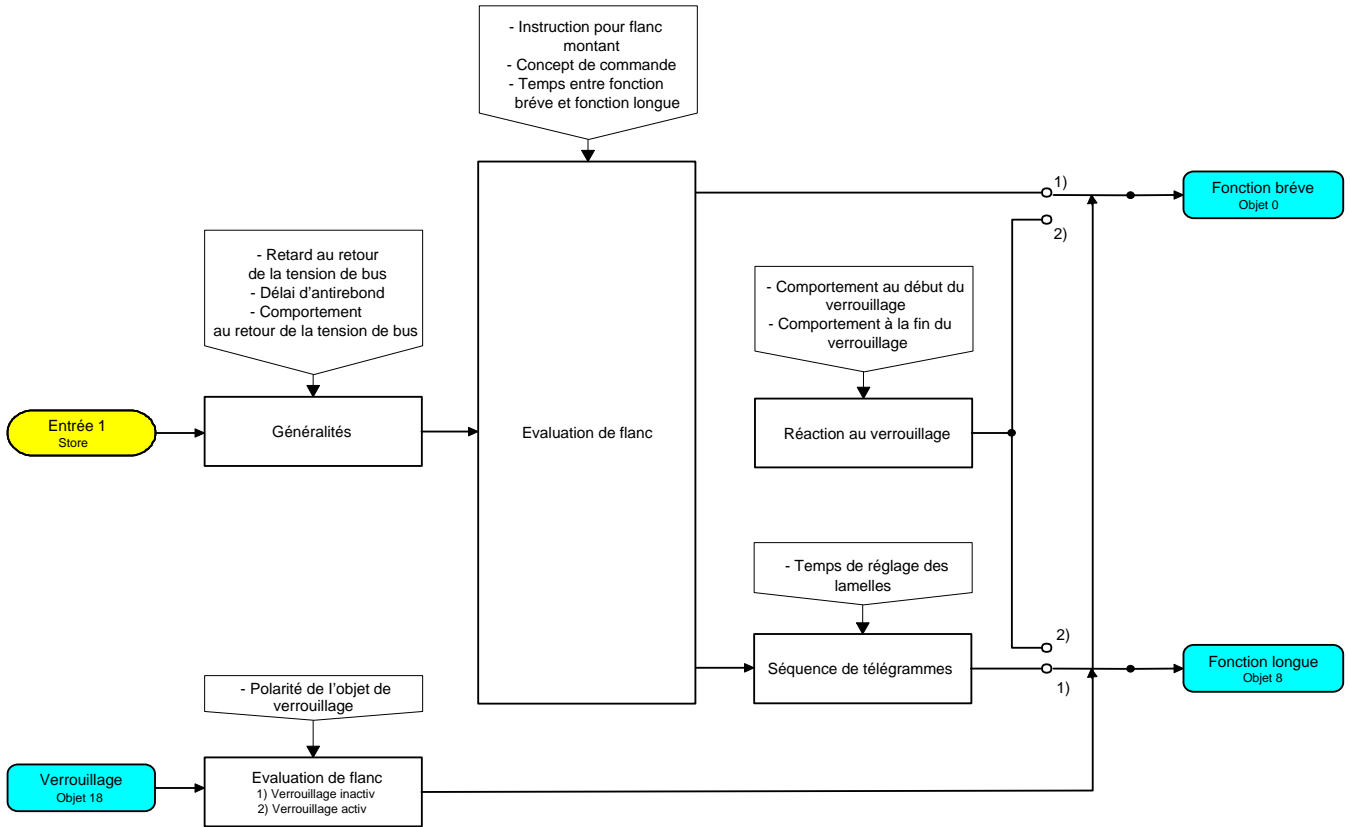 - Instruction pour flanc
montant
- Concept de commande
- Temps entre fonction
bréve et fonction longue
1)
Fonction bréve
Objet 0
2)
- Retard au retour
de la tension de bus
- Délai d'antirebond
- Comportement
au retour de la tension de bus
- Comportement au début du
verrouillage
- Comportement à la fin du
verrouillage
Entrée 1
Store
Généralités
Evaluation de flanc
Réaction au verrouillage
- Temps de réglage des
lamelles
2)
Séquence de télégrammes
1)
Fonction longue
Objet 8
- Polarité de l'objet de
verrouillage
Verrouillage
Objet 18
Evaluation de flanc
1) Verrouillage inactiv
2) Verrouillage activ